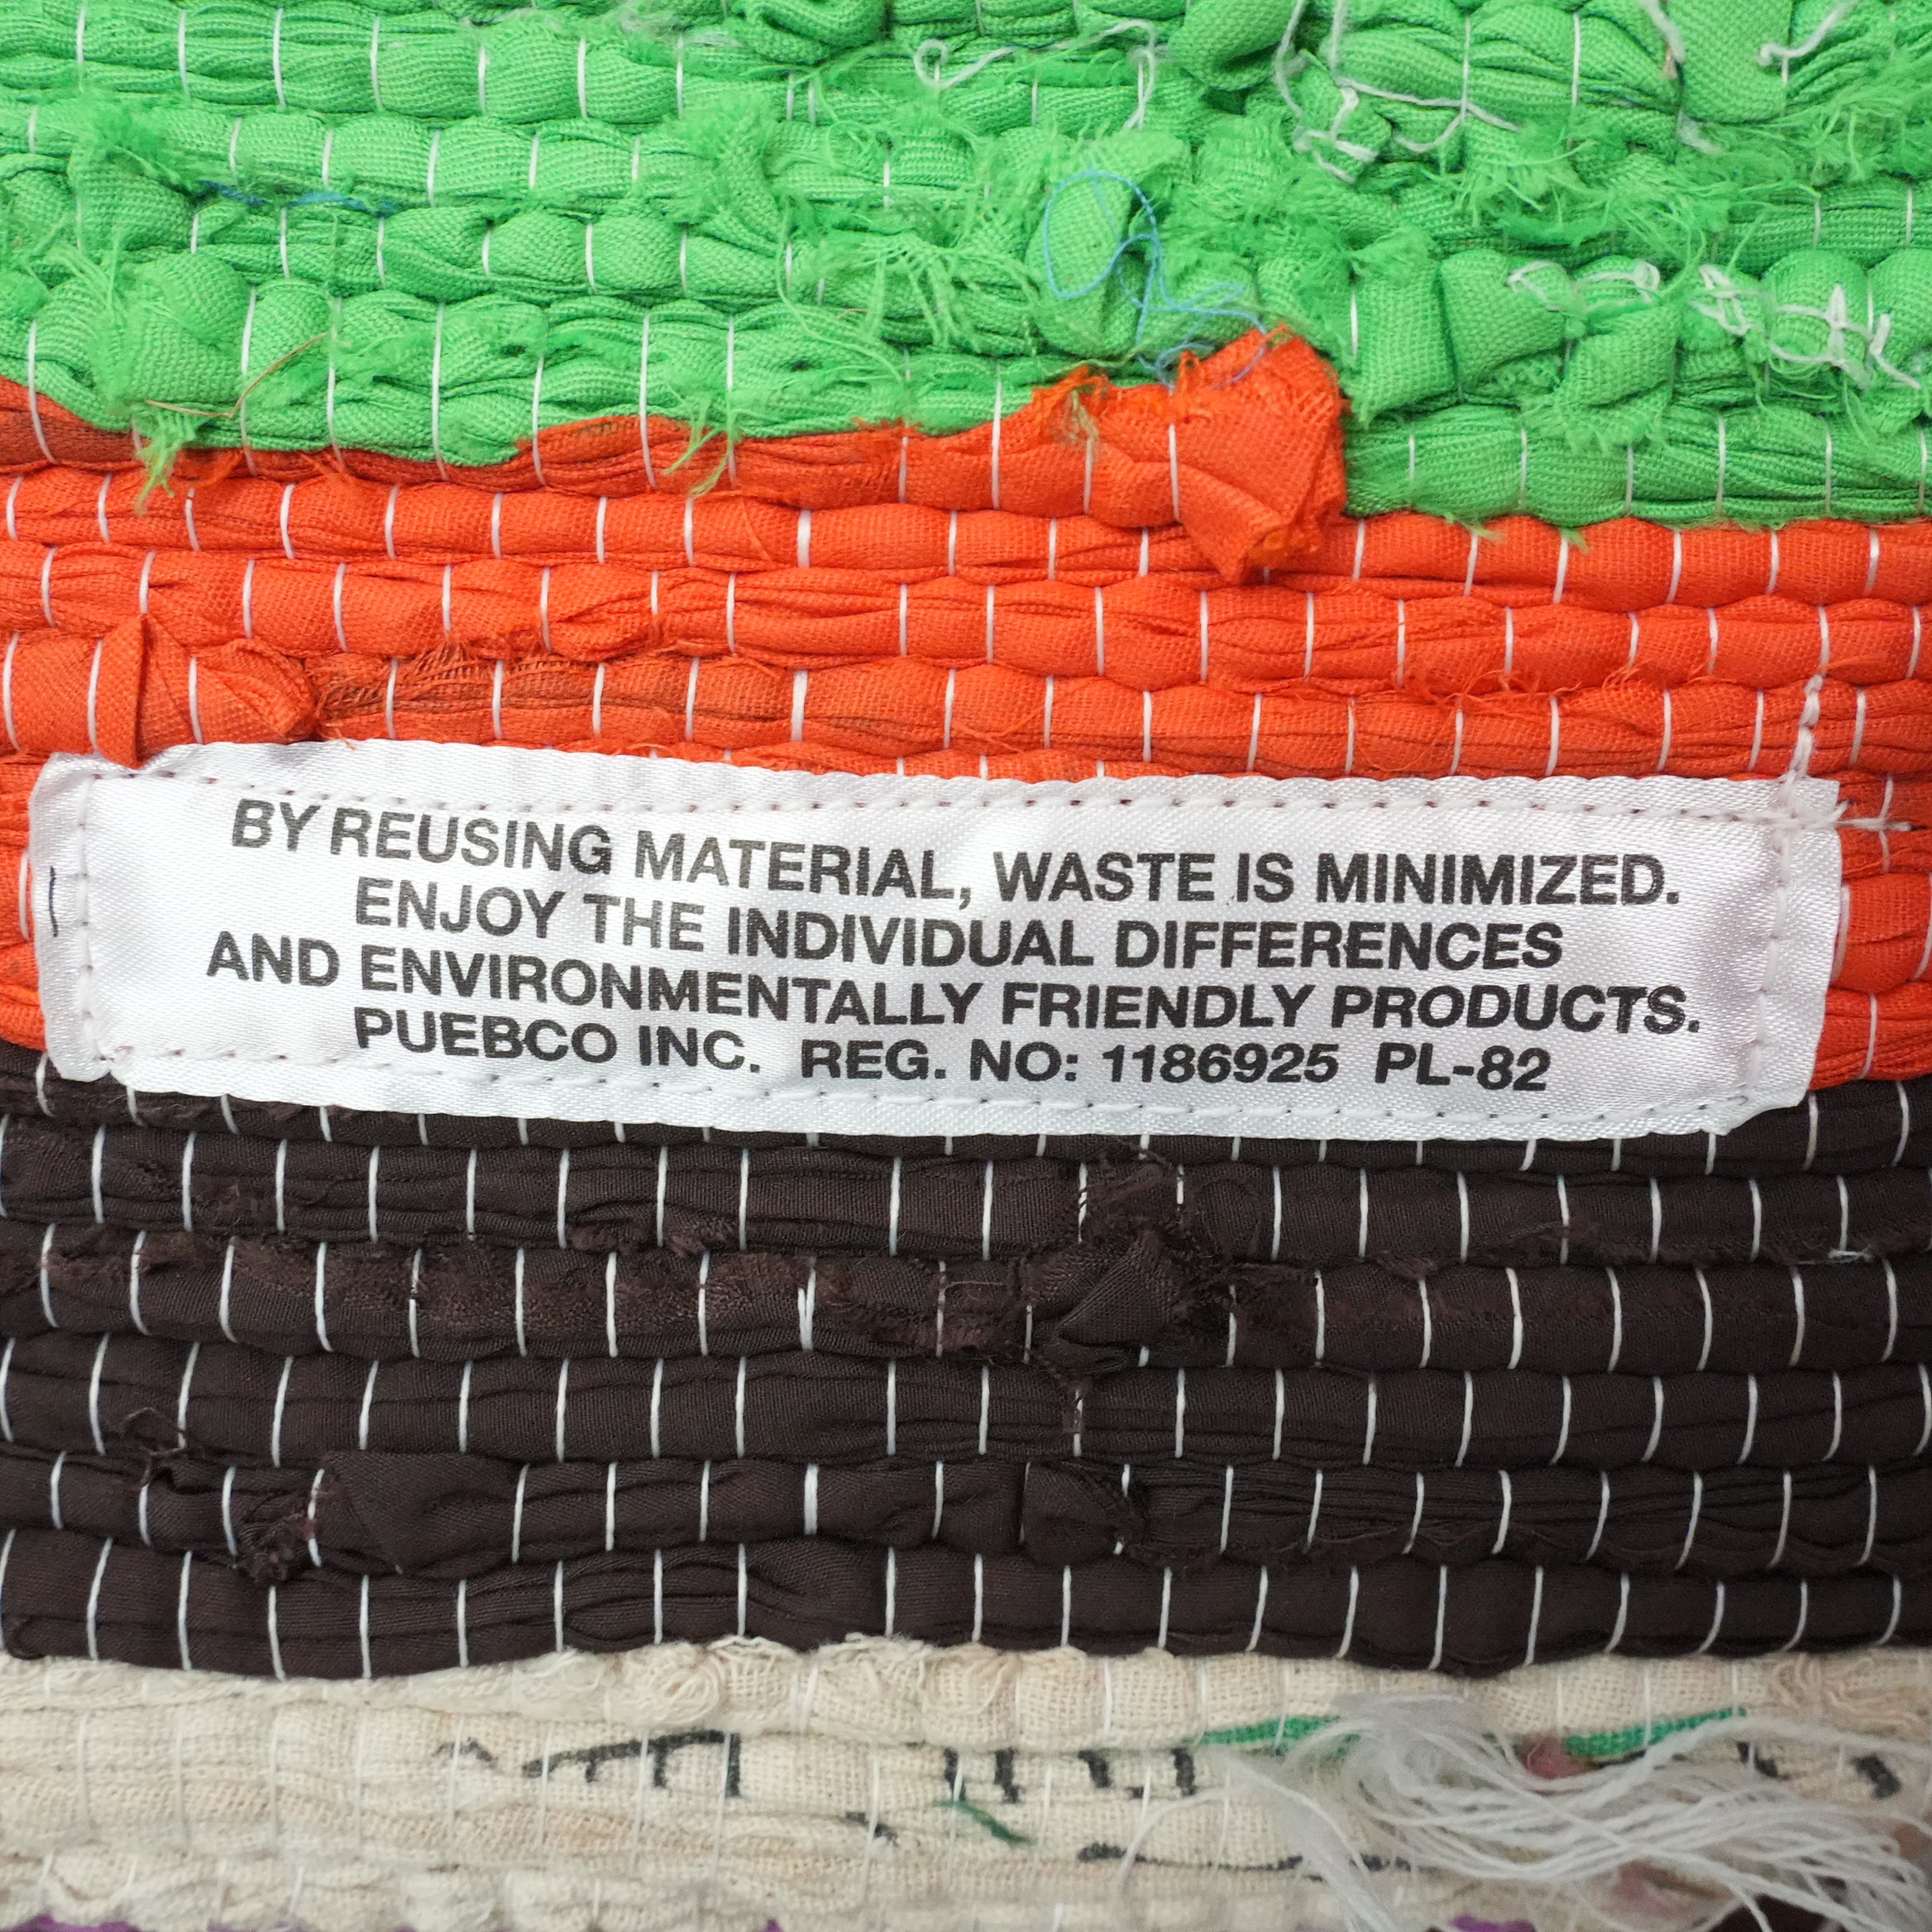 BY REUSING MATERIAL, WASTE IS MINIMIZED.
ENJOY THE INDIVIDUAL DIFFERENCES
AND ENVIRONMENTALLY FRIENDLY PRODUCTS.
PUEBCO INC. REG. NO: 1186925 PL-82